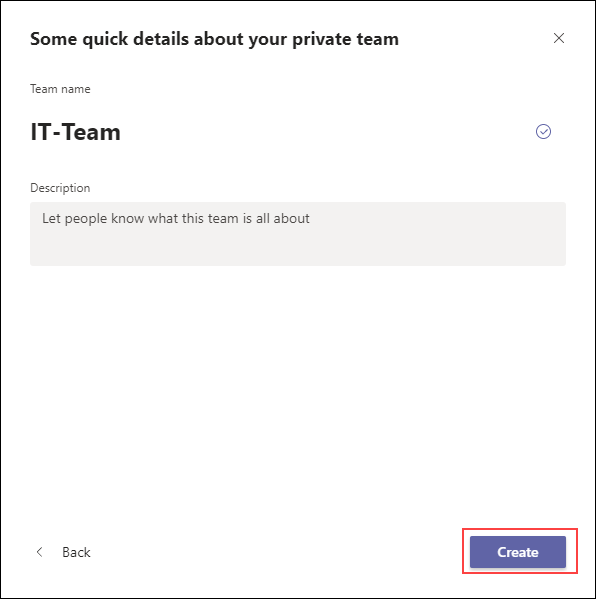 Some quick details about your private team
Team name
IT-Team
Description
Let people know what this team is all about
Back
Create